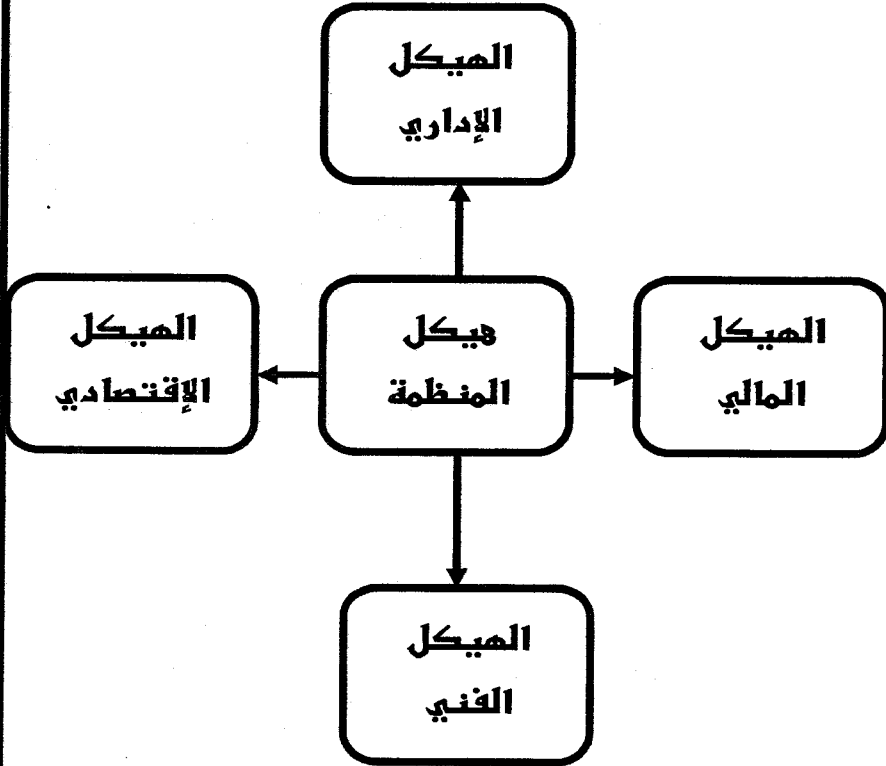 الهيكل
الإداري
الهيكل
المالي
هيكل
المنظمة
الهيكل
الإقتصادي
الهيكل
الفني